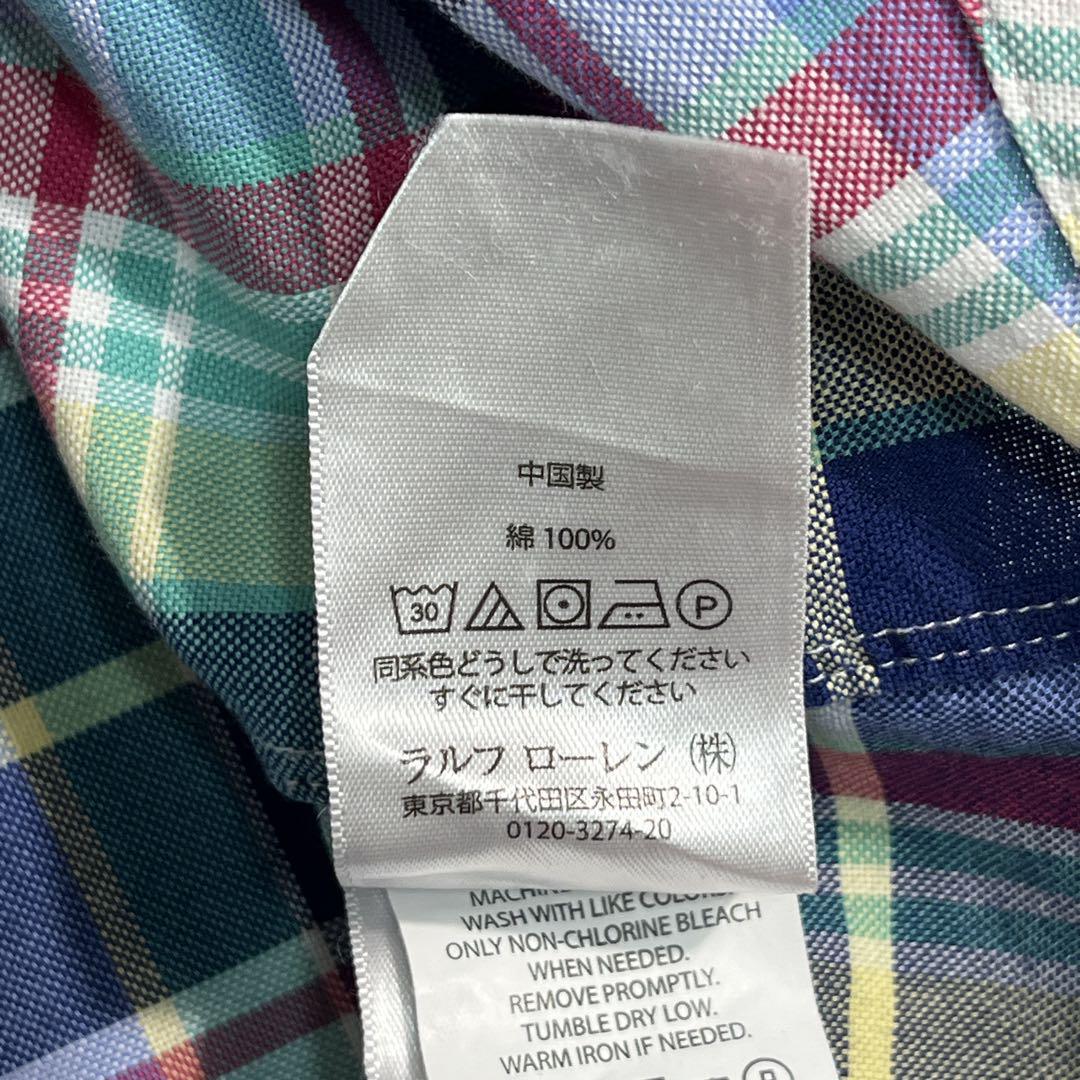 中国製
綿 100%
30 P
同系色どうしで洗ってください
すぐに干してください
ラルフ ローレン (株)
東京都千代田区永田町2-10-1
0120-3274-20
WASH WITH LIKE COLORS.
ONLY NON-CHLORINE BLEACH
WHEN NEEDED.
REMOVE PROMPTLY.
TUMBLE DRY LOW.
WARM IRON IF NEEDED.